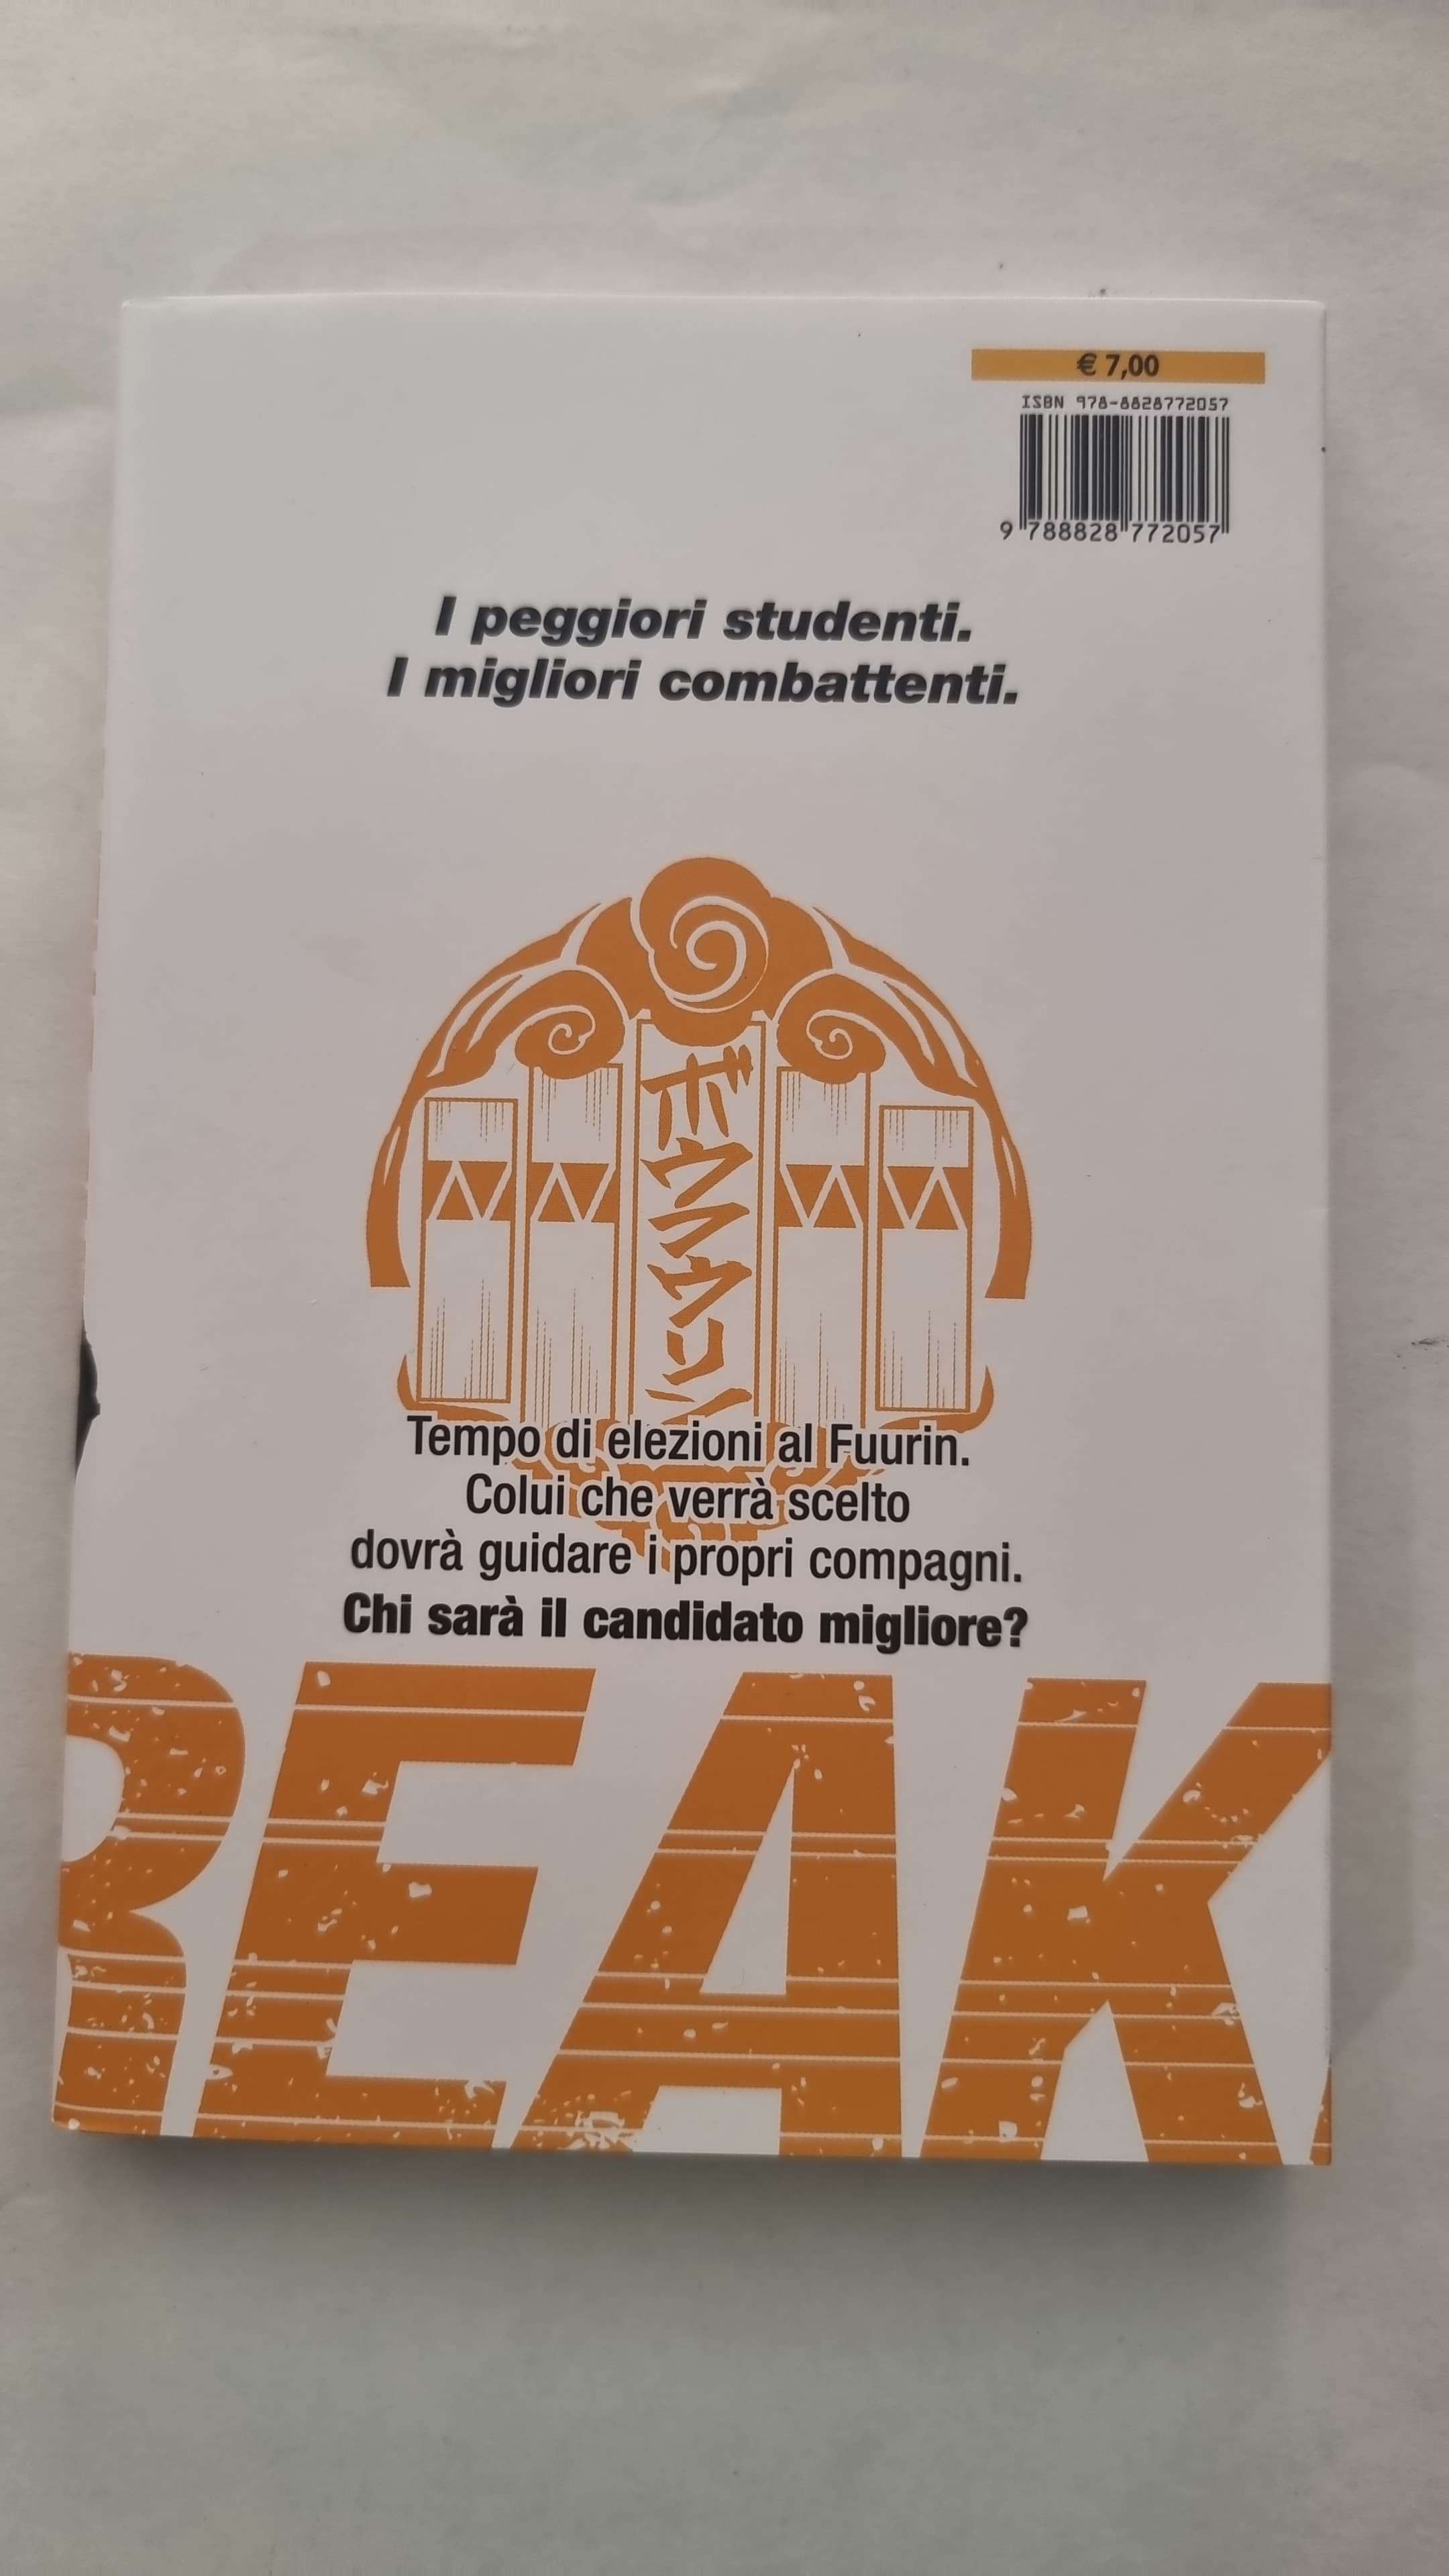 € 7,00
ISBN 978-8828772057
9 788828 772057
I peggiori studenti.
I migliori combattenti.
ボウフウリン
Tempo di elezioni al Fuurin.
Colui che verrà scelto
dovrà guidare i propri compagni.
Chi sarà il candidato migliore?
REAK